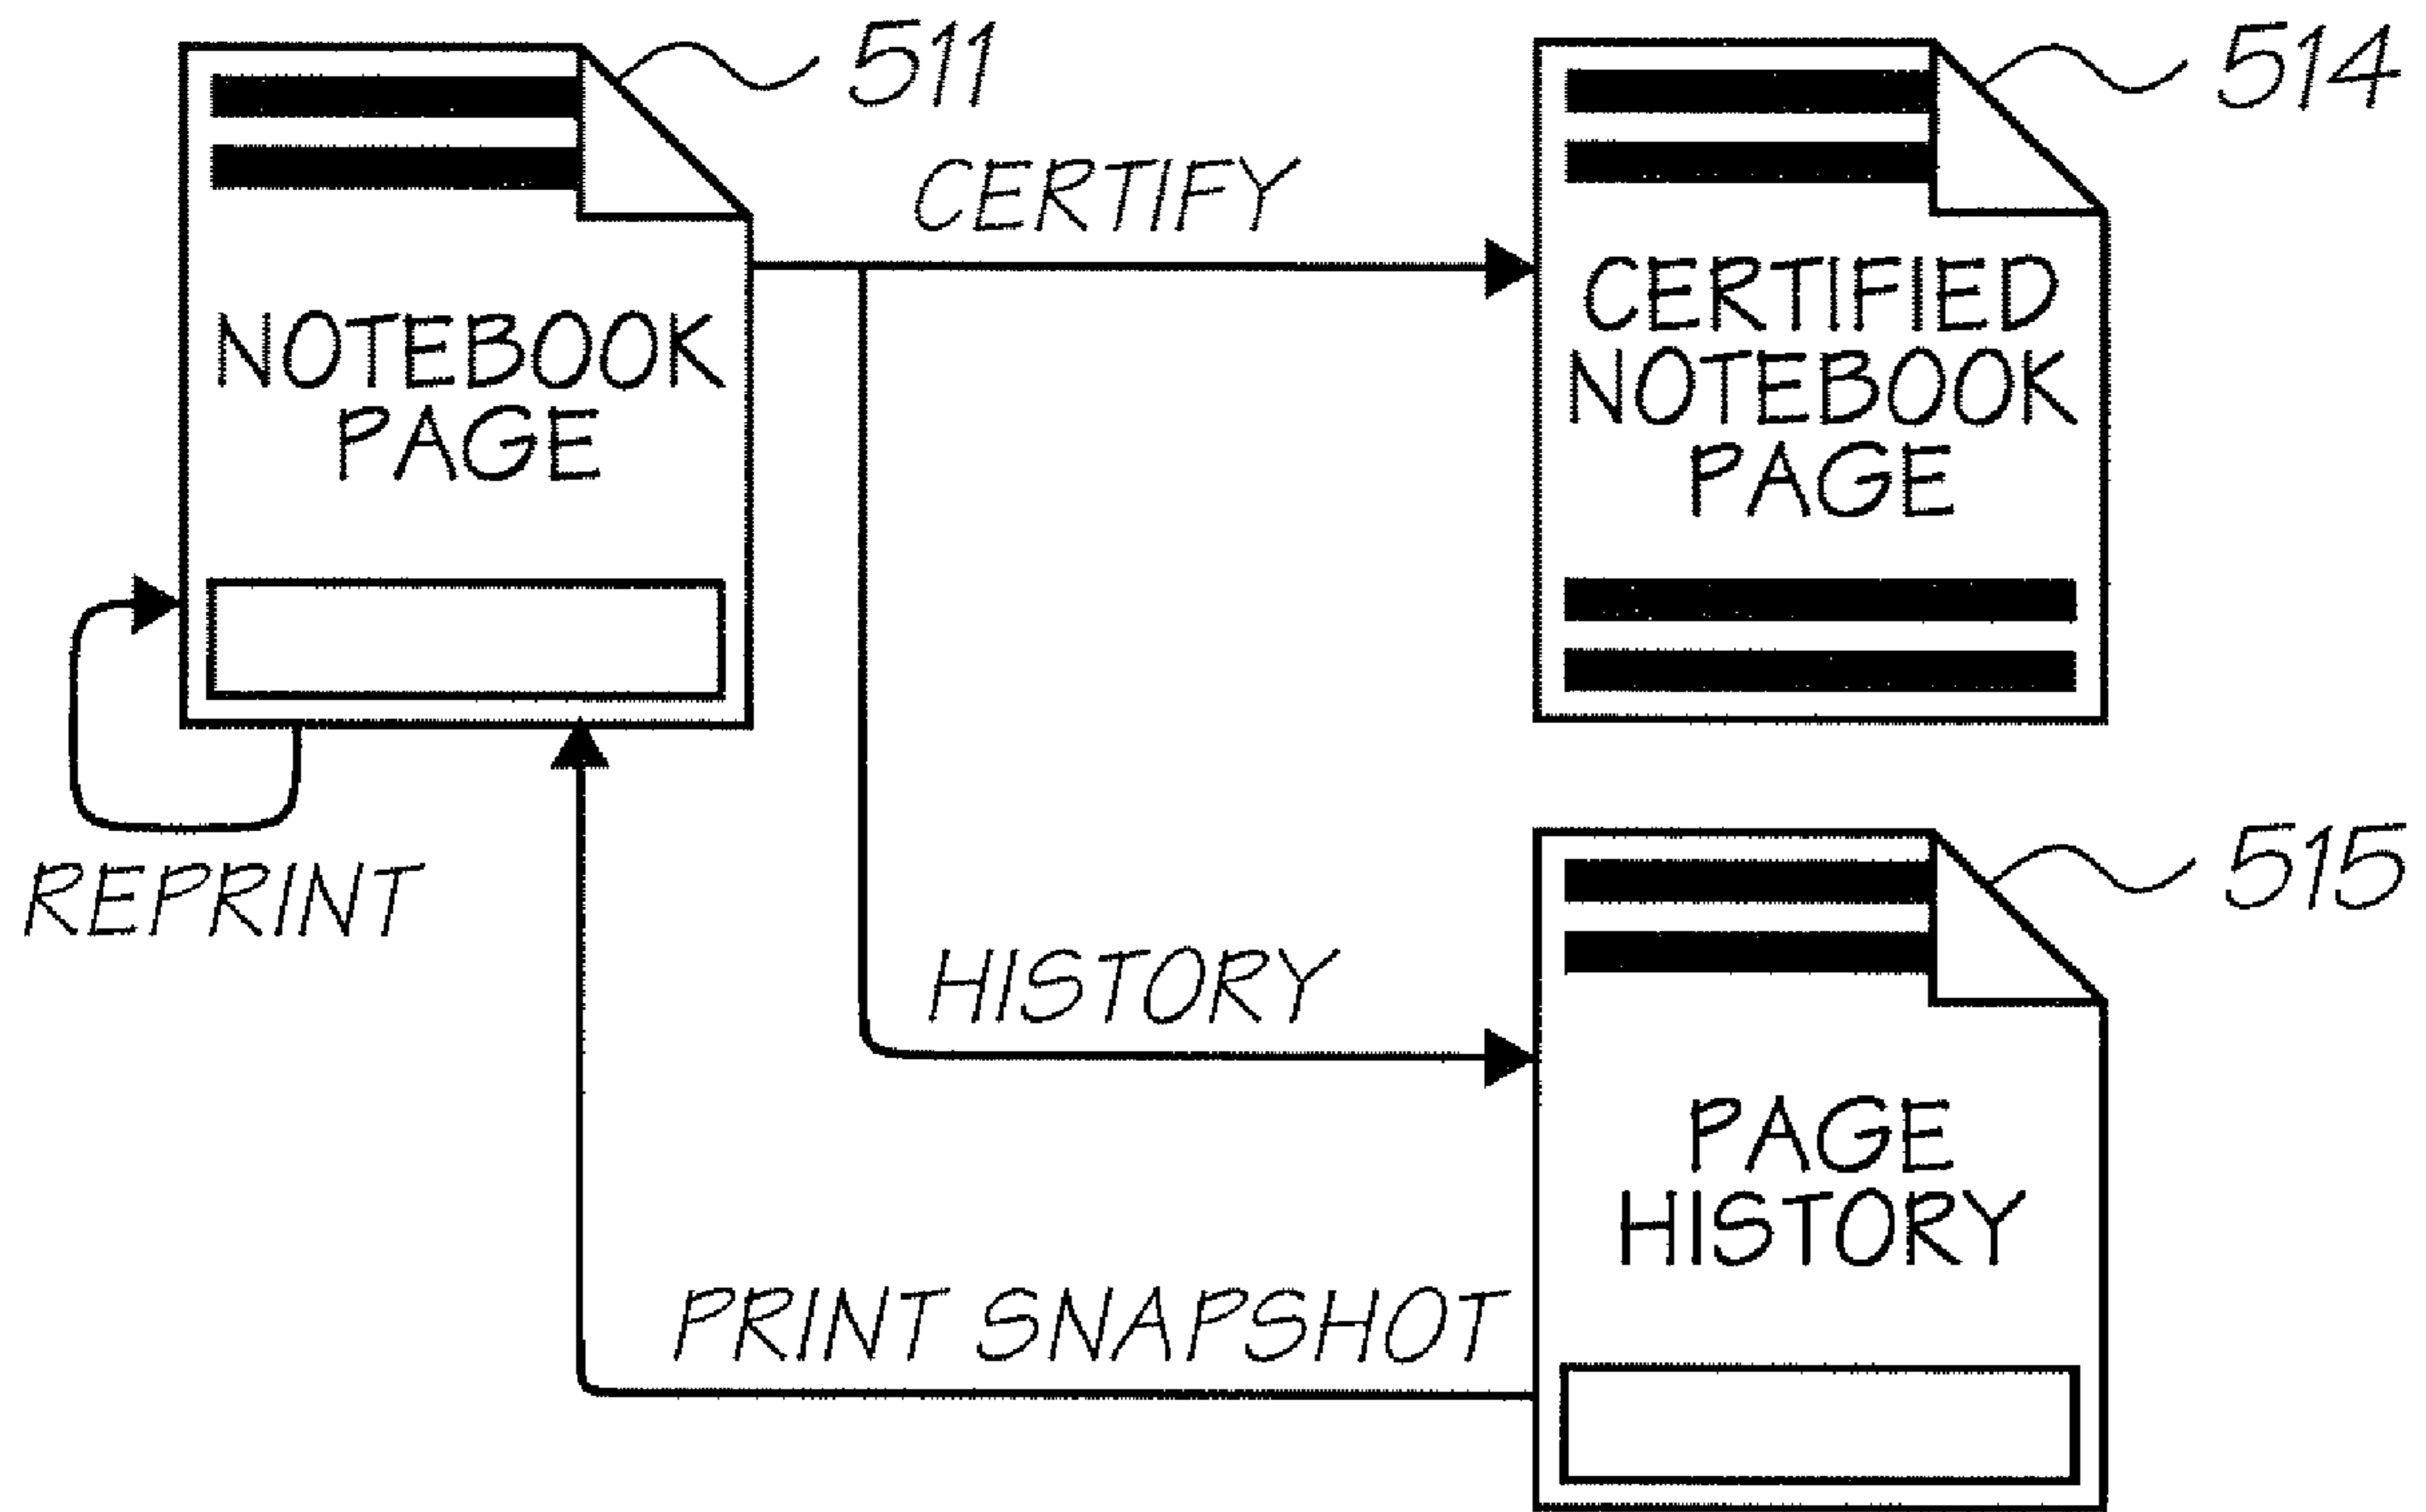 511
514
CERTIFY
NOTEBOOK
PAGE
CERTIFIED
NOTEBOOK
PAGE
REPRINT
515
HISTORY
PAGE
HISTORY
PRINT SNAPSHOT